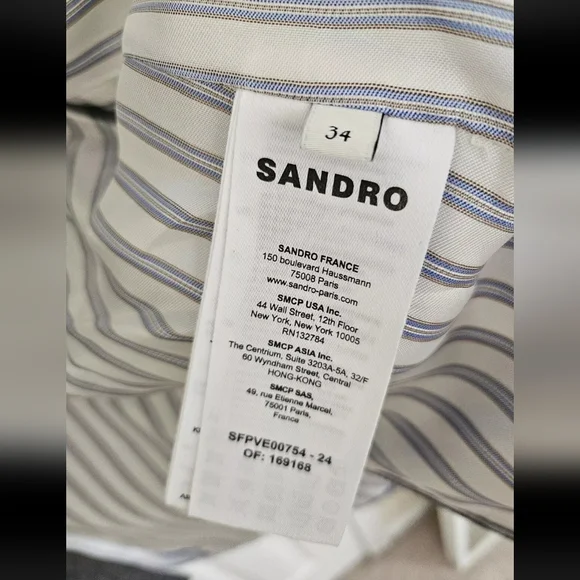 34
SANDRO
SANDRO FRANCE
150 boulevard Haussmann
75008 Paris
www.sandro-paris.com
SMCP USA Inc.
44 Wall Street, 12th Floor
New York, New York 10005
RN132784
SMCP ASIA Inc.
The Centrium, Suite 3203A-5A, 32/F
60 Wyndham Street, Central
HONG-KONG
SMCP SAS,
49, rue Etienne Marcel,
75001 Paris,
France
SFPVE00754 - 24
OF: 169168